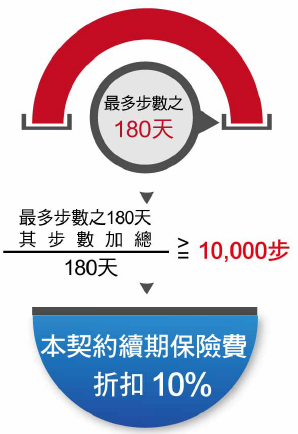 最多步數之
180天
最多步數之180天
其步數加總
180天
≧ 10,000步
本契約續期保險費
折扣 10%